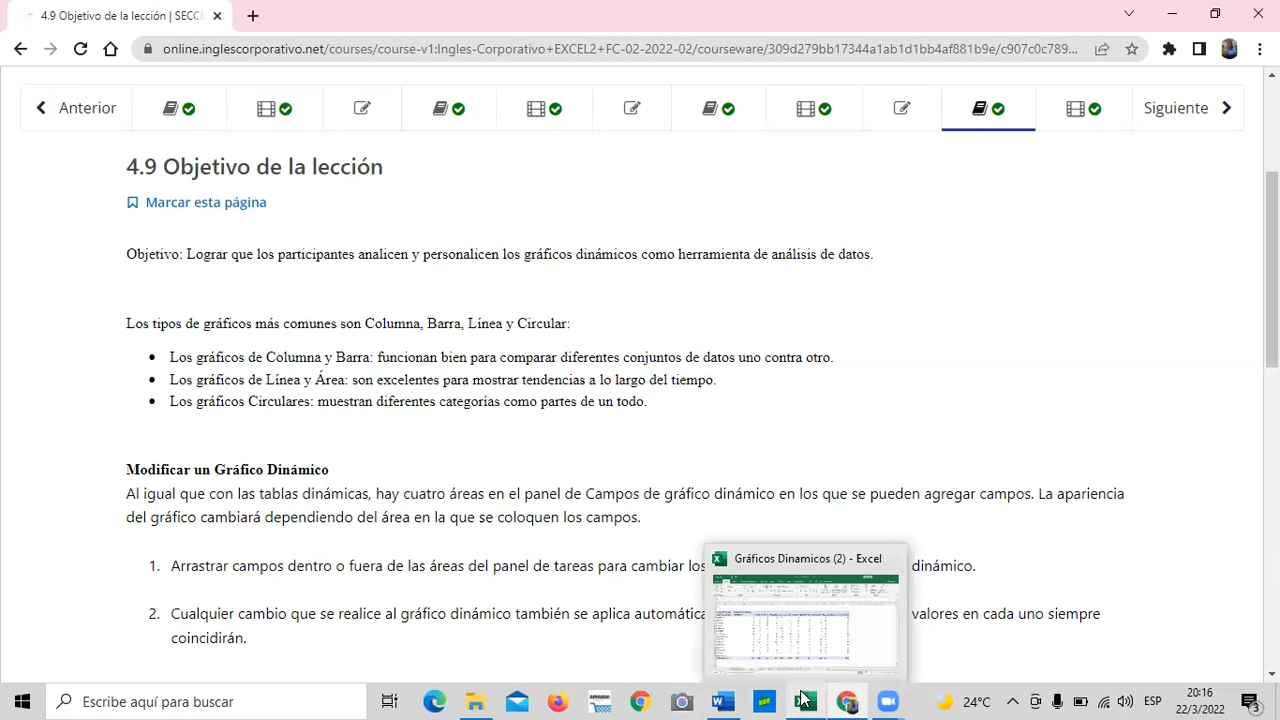 4.9 Objetivo de la lección | SECCI
online.inglescorporativo.net/courses/course-v1:Ingles-Corporativo+EXCEL2+FC-02-2022-02/courseware/309d279bb17344a1ab1d1bb4af881b9e/c907c0c789...
Anterior
Siguiente
4.9 Objetivo de la lección
Marcar esta página
Objetivo: Lograr que los participantes analicen y personalicen los gráficos dinámicos como herramienta de análisis de datos.
Los tipos de gráficos más comunes son Columna, Barra, Línea y Circular:
• Los gráficos de Columna y Barra: funcionan bien para comparar diferentes conjuntos de datos uno contra otro.
• Los gráficos de Línea y Área: son excelentes para mostrar tendencias a lo largo del tiempo.
• Los gráficos Circulares: muestran diferentes categorías como partes de un todo.
Modificar un Gráfico Dinámico
Al igual que con las tablas dinámicas, hay cuatro áreas en el panel de Campos de gráfico dinámico en los que se pueden agregar campos. La apariencia
del gráfico cambiará dependiendo del área en la que se coloquen los campos.
Gráficos Dinamicos (2) - Excel
1. Arrastrar campos dentro o fuera de las áreas del panel de tareas para cambiar los dinámico.
2. Cualquier cambio que se realice al gráfico dinámico también se aplica automática valores en cada uno siempre
coincidirán.
Escribe aquí para buscar
24°C
ESP
20:16
22/3/2022
3